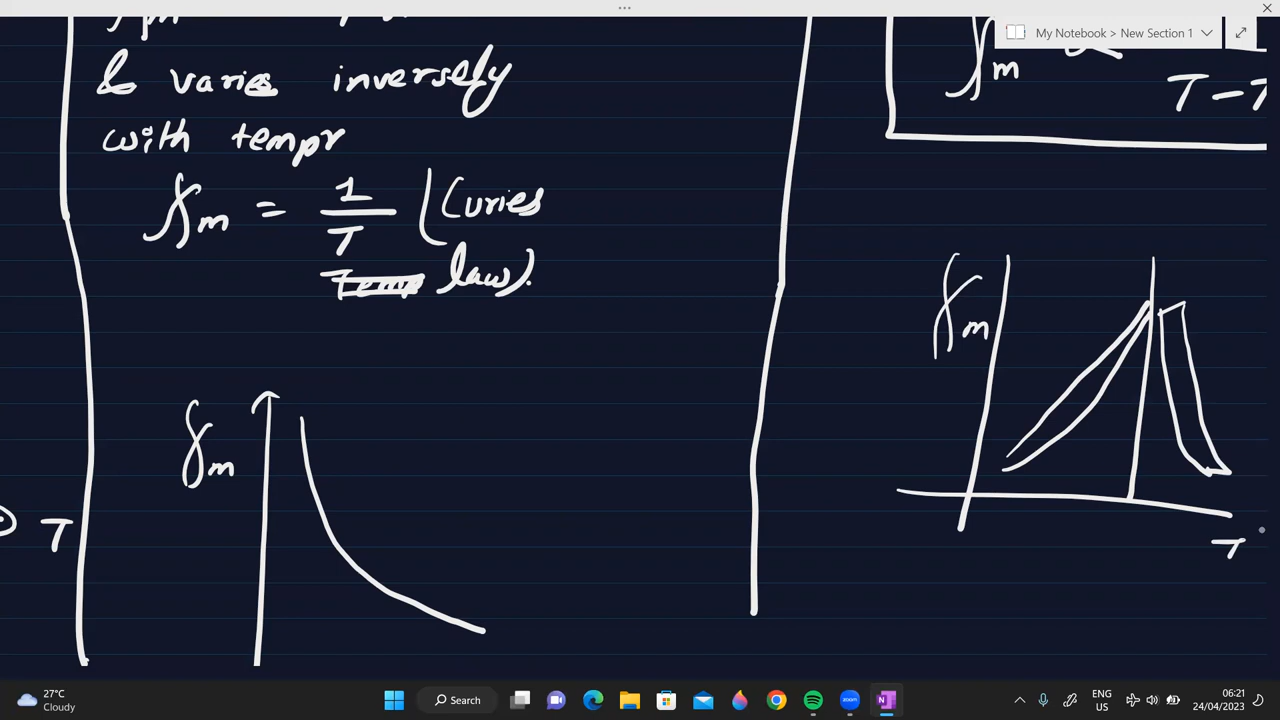 & varies inversely
with tempr
χm = 1/T (Curies
law).
χm
T
m
T - T
χm
T
My Notebook > New Section 1
27°C
Cloudy
Search
zoom
ENG
US
06:21
24/04/2023